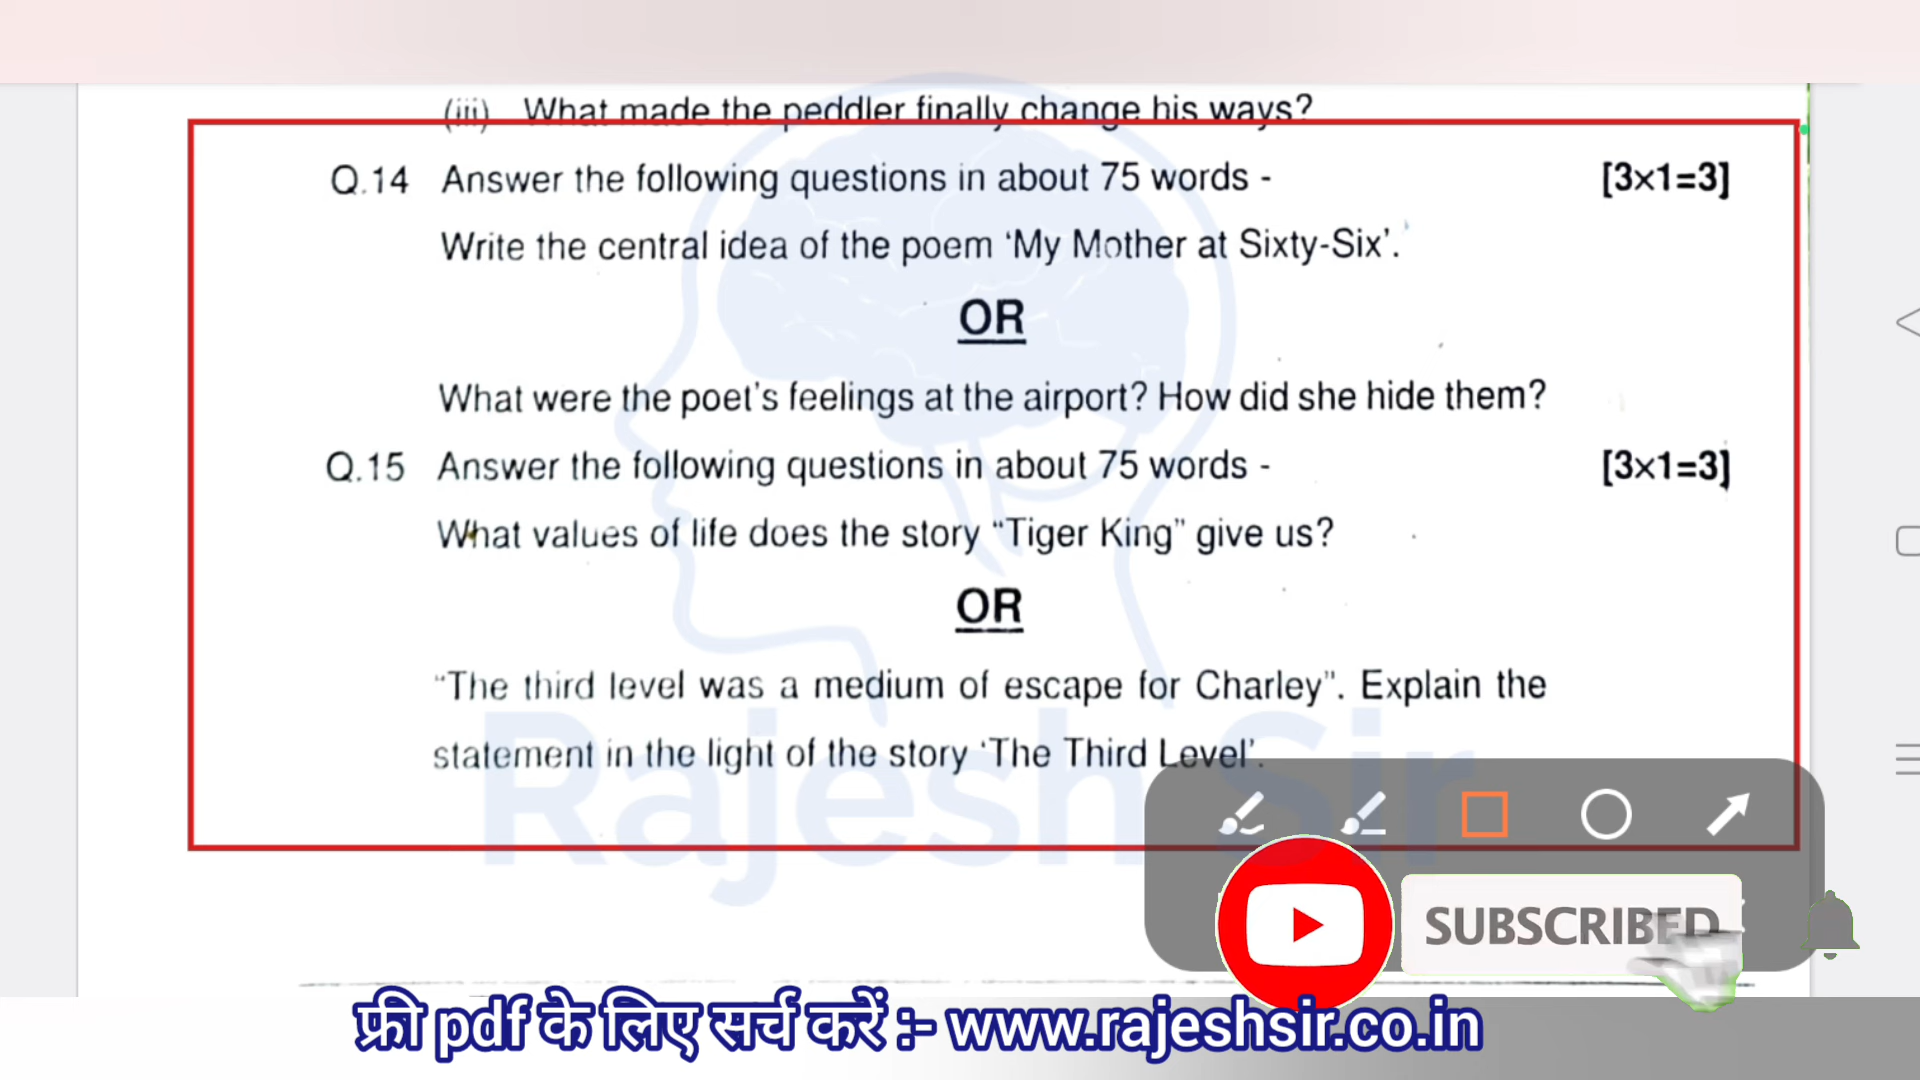 (iii) What made the peddler finally change his ways?
Q.14 Answer the following questions in about 75 words - [3×1=3]
Write the central idea of the poem ‘My Mother at Sixty-Six’.
OR
What were the poet’s feelings at the airport? How did she hide them?
Q.15 Answer the following questions in about 75 words - [3×1=3]
What values of life does the story “Tiger King” give us?
OR
“The third level was a medium of escape for Charley”. Explain the
statement in the light of the story ‘The Third Level’.
Rajesh Sir
SUBSCRIBED
फ्री pdf के लिए सर्च करें :- www.rajeshsir.co.in